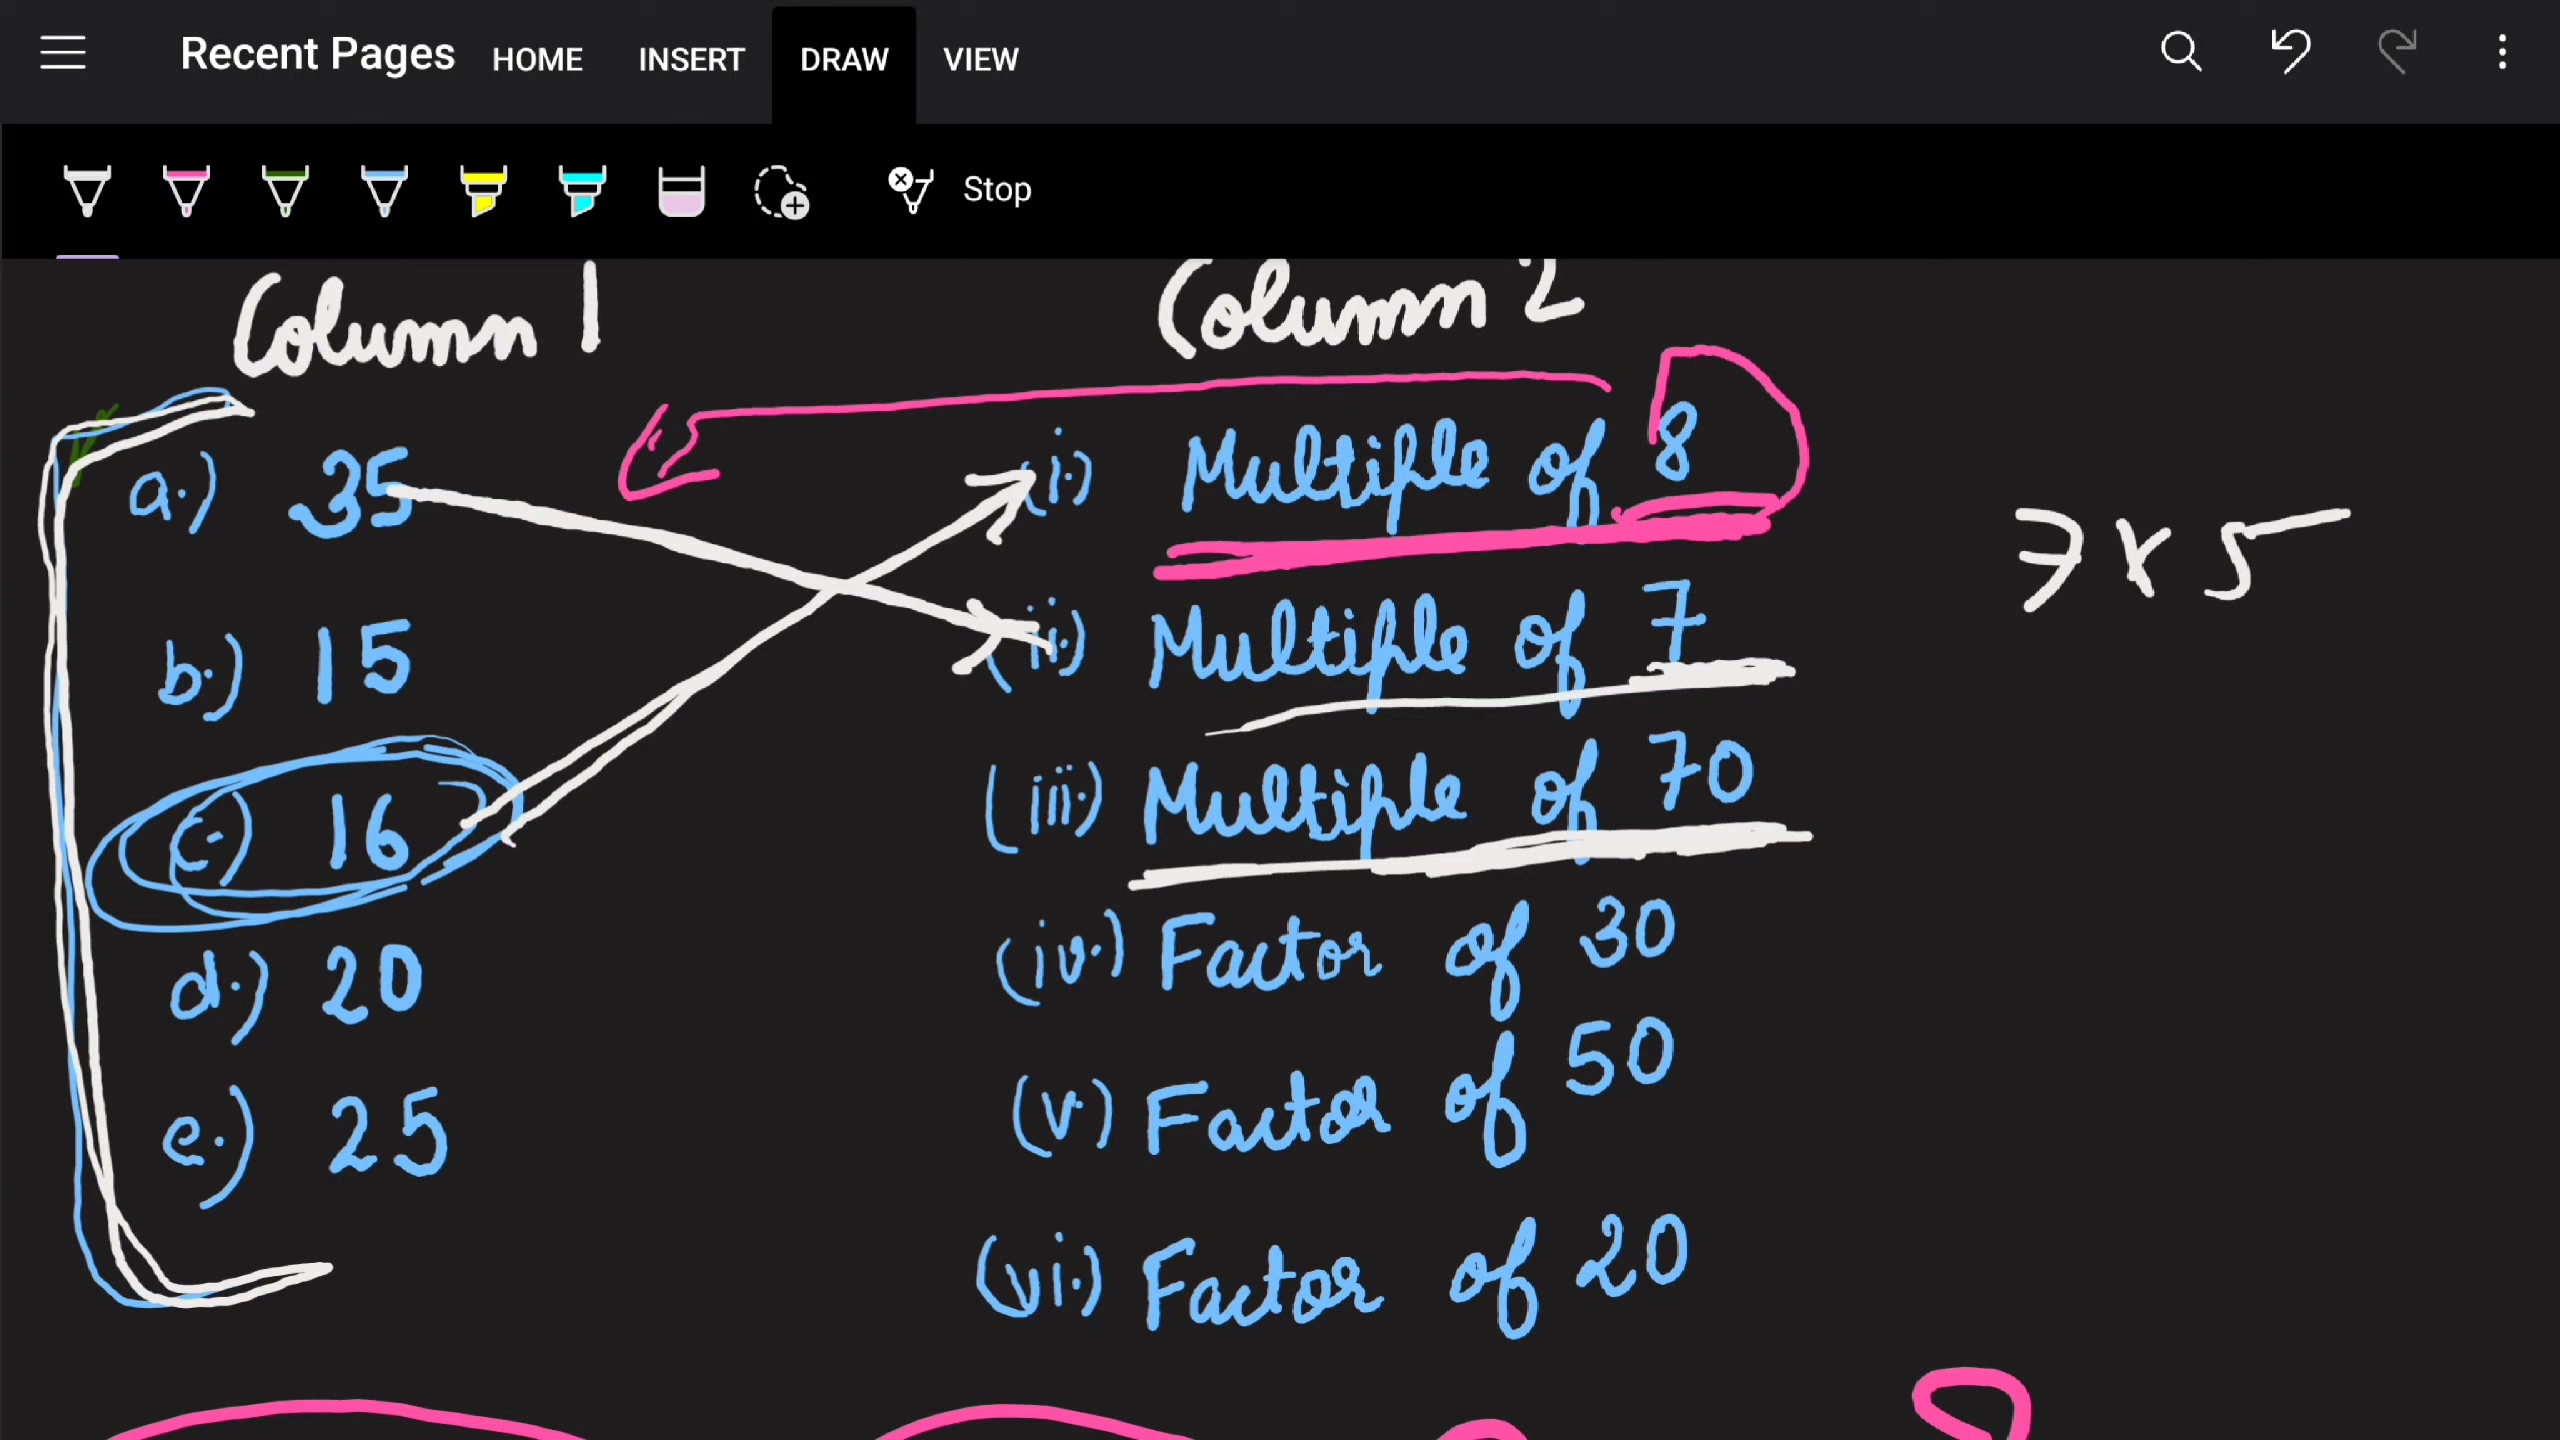 Recent Pages HOME INSERT DRAW VIEW
Stop
Column 1
a.) 35
b.) 15
c.) 16
d.) 20
e.) 25
Column 2
(i.) Multiple of 8
(ii.) Multiple of 7
(iii.) Multiple of 70
(iv.) Factor of 30
(v.) Factor of 50
(vi.) Factor of 20
7 x 5